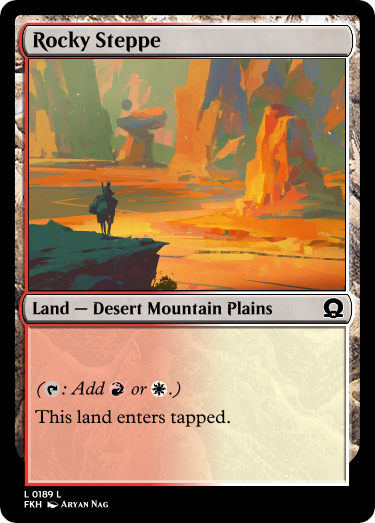 Rocky Steppe
Land — Desert Mountain Plains
(: Add or .)
This land enters tapped.
L 0189 L
FKH Aryan Nag